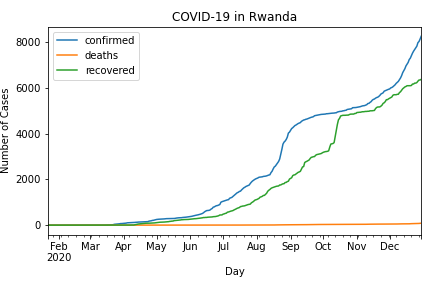 COVID-19 in Rwanda
confirmed
deaths
recovered
Number of Cases
8000
6000
4000
2000
0
Feb Mar Apr May Jun Jul Aug Sep Oct Nov Dec
2020
Day